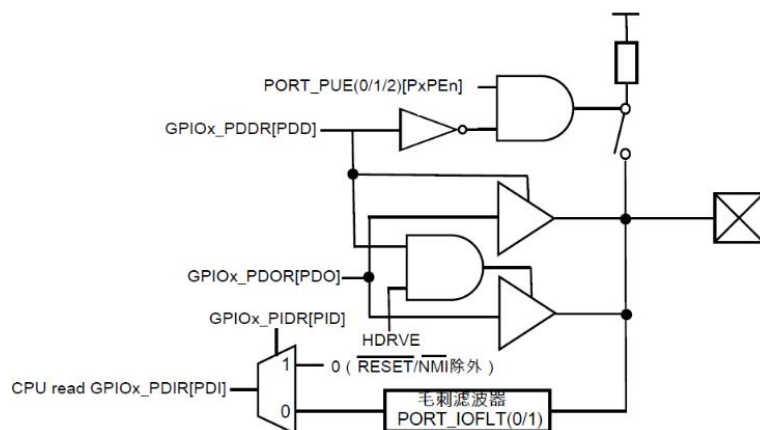 PORT_PUE(0/1/2)[PxPEn]
GPIOx_PDDR[PDD]
GPIOx_PDOR[PDO]
HDRVE
GPIOx_PIDR[PID]
1
0 ( RESET/NMI除外 )
CPU read GPIOx_PDIR[PDI]
0
毛刺滤波器
PORT_IOFLT(0/1)